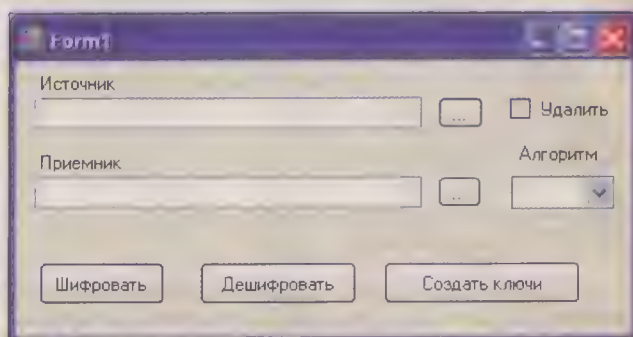 Form1
Источник
... Удалить
Приемник
Алгоритм
...
Шифровать Дешифровать Создать ключи